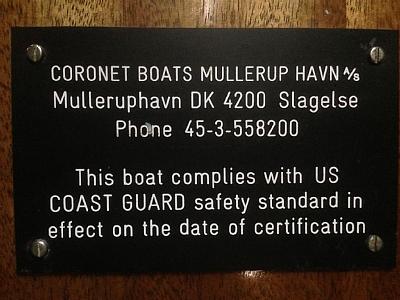 CORONET BOATS MULLERUP HAVN A/S
Mulleruphavn DK 4200 Slagelse
Phone 45-3-558200
This boat complies with US
COAST GUARD safety standard in
effect on the date of certification